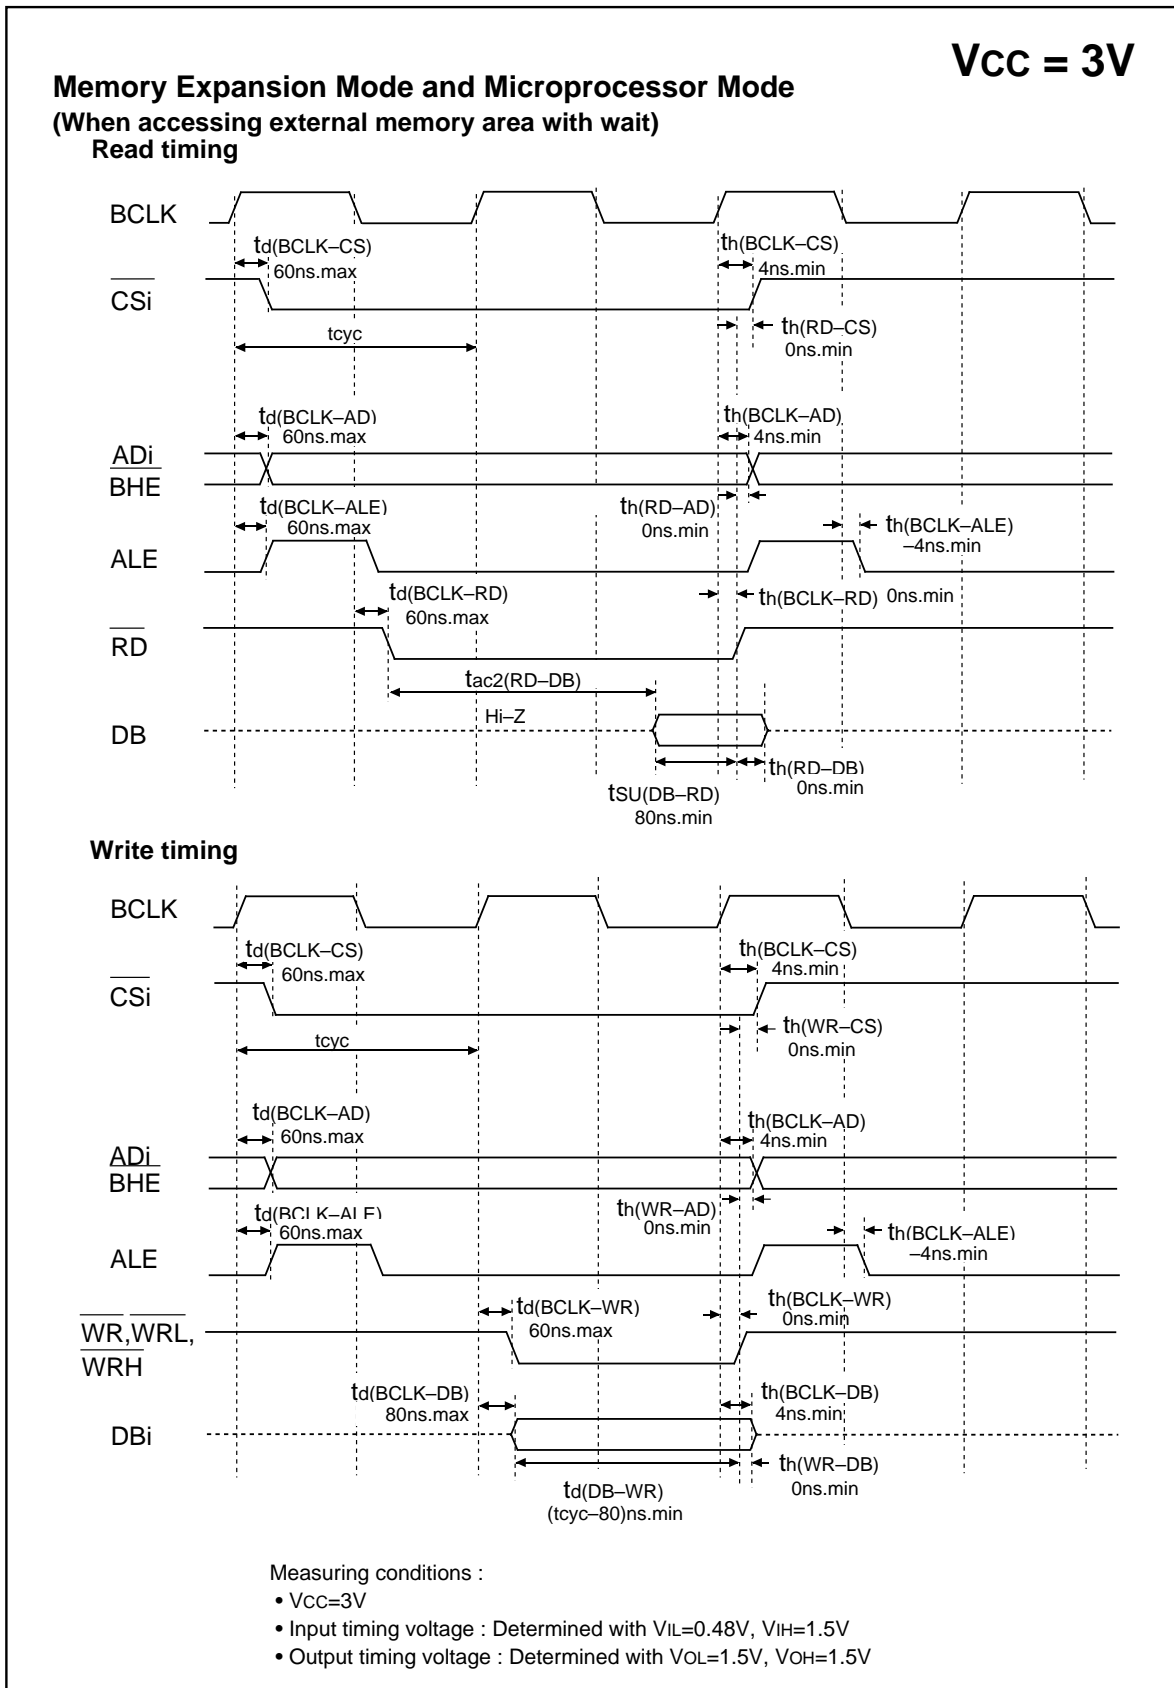 VCC = 3V
Memory Expansion Mode and Microprocessor Mode
(When accessing external memory area with wait)
Read timing
BCLK
td(BCLK–CS)
60ns.max
th(BCLK–CS)
4ns.min
CSi
tcyc
th(RD–CS)
0ns.min
td(BCLK–AD)
60ns.max
th(BCLK–AD)
4ns.min
ADi
BHE
td(BCLK–ALE)
60ns.max
th(RD–AD)
0ns.min
th(BCLK–ALE)
–4ns.min
ALE
td(BCLK–RD)
60ns.max
th(BCLK–RD) 0ns.min
RD
tac2(RD–DB)
Hi–Z
DB
th(RD–DB)
0ns.min
tSU(DB–RD)
80ns.min
Write timing
BCLK
td(BCLK–CS)
60ns.max
th(BCLK–CS)
4ns.min
CSi
th(WR–CS)
0ns.min
tcyc
td(BCLK–AD)
60ns.max
th(BCLK–AD)
4ns.min
ADi
BHE
td(BCLK–ALE)
60ns.max
th(WR–AD)
0ns.min
th(BCLK–ALE)
–4ns.min
ALE
td(BCLK–WR)
60ns.max
th(BCLK–WR)
0ns.min
WR,WRL,
WRH
td(BCLK–DB)
80ns.max
th(BCLK–DB)
4ns.min
DBi
td(DB–WR)
(tcyc–80)ns.min
th(WR–DB)
0ns.min
Measuring conditions :
• VCC=3V
• Input timing voltage : Determined with VIL=0.48V, VIH=1.5V
• Output timing voltage : Determined with VOL=1.5V, VOH=1.5V